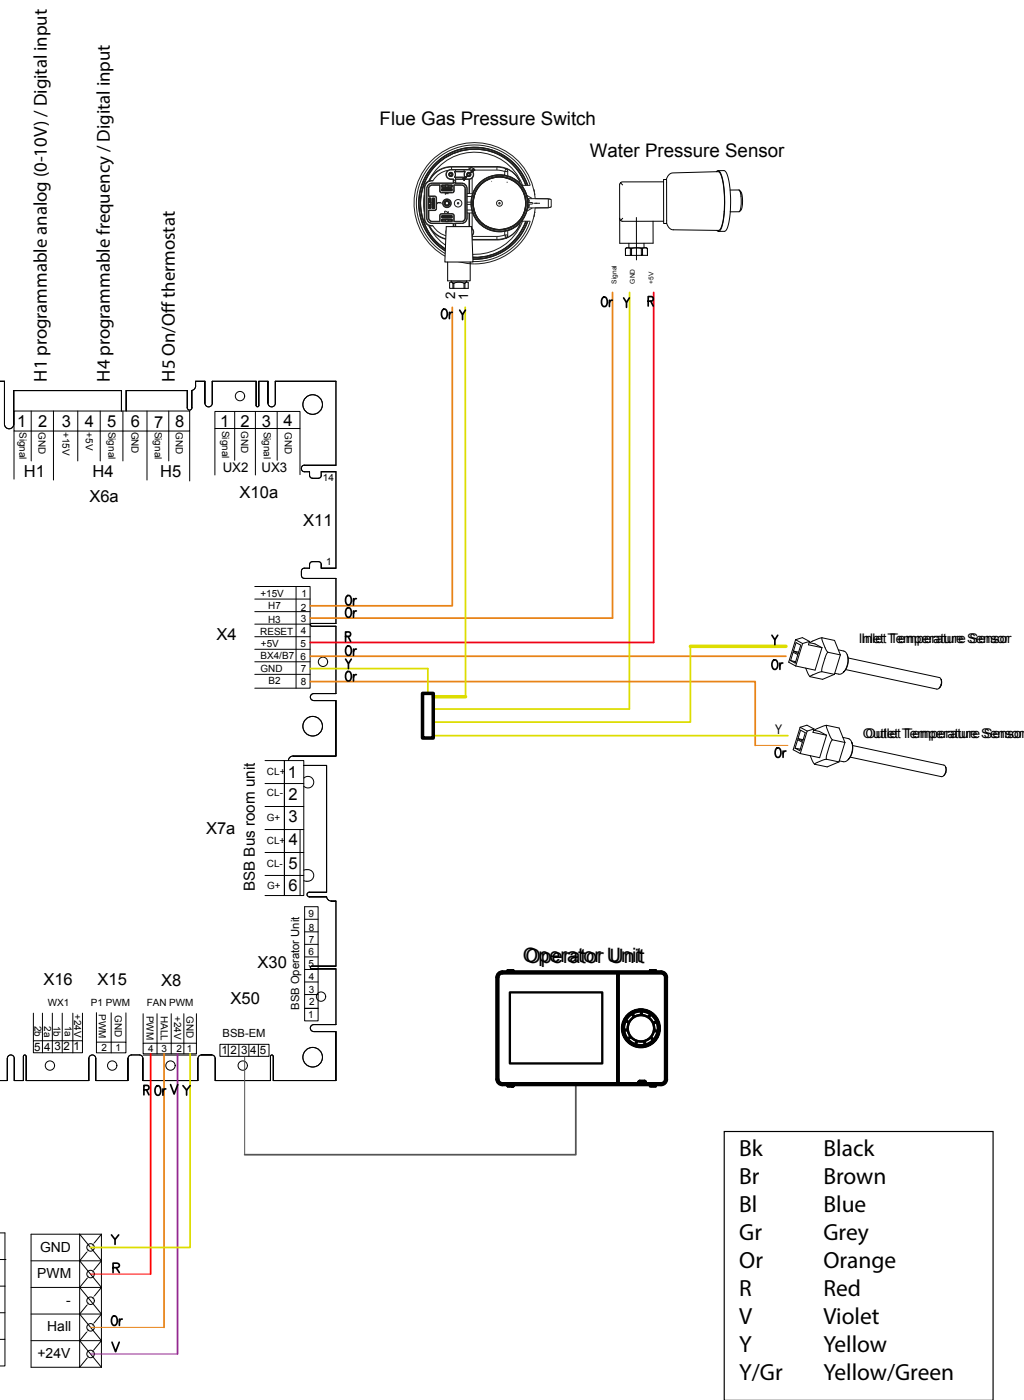 H1 programmable analog (0-10V) / Digital input
H4 programmable frequency / Digital input
H5 On/Off thermostat
Flue Gas Pressure Switch
Water Pressure Sensor
2 1
Or Y
Signal GND +5V
Or Y R
1 2 3 4 5 6 7 8
Signal GND +15V +5V Signal GND Signal GND
H1 H4 H5
X6a
1 2 3 4
Signal GND Signal GND
UX2 UX3
X10a
14
X11
1
X4
+15V 1
H7 2 Or
H3 3 Or
RESET 4
+5V 5 R
BX4/B7 6 Or
GND 7 Y
B2 8 Or
Y
Or
Inlet Temperature Sensor
Y
Or
Outlet Temperature Sensor
X7a
BSB Bus room unit
CL+ 1
CL- 2
G+ 3
CL+ 4
CL- 5
G+ 6
X30
BSB Operator Unit
9
8
7
6
5
4
3
2
1
Operator Unit
X16 X15 X8 X50
WX1 P1 PWM FAN PWM BSB-EM
2b 2a 1b 1a +24V
5 4 3 2 1
PWM GND
2 1
PWM HALL +24V GND
4 3 2 1
1 2 3 4 5
R Or V Y
GND Y
PWM R
-
Hall Or
+24V V
Bk Black
Br Brown
Bl Blue
Gr Grey
Or Orange
R Red
V Violet
Y Yellow
Y/Gr Yellow/Green